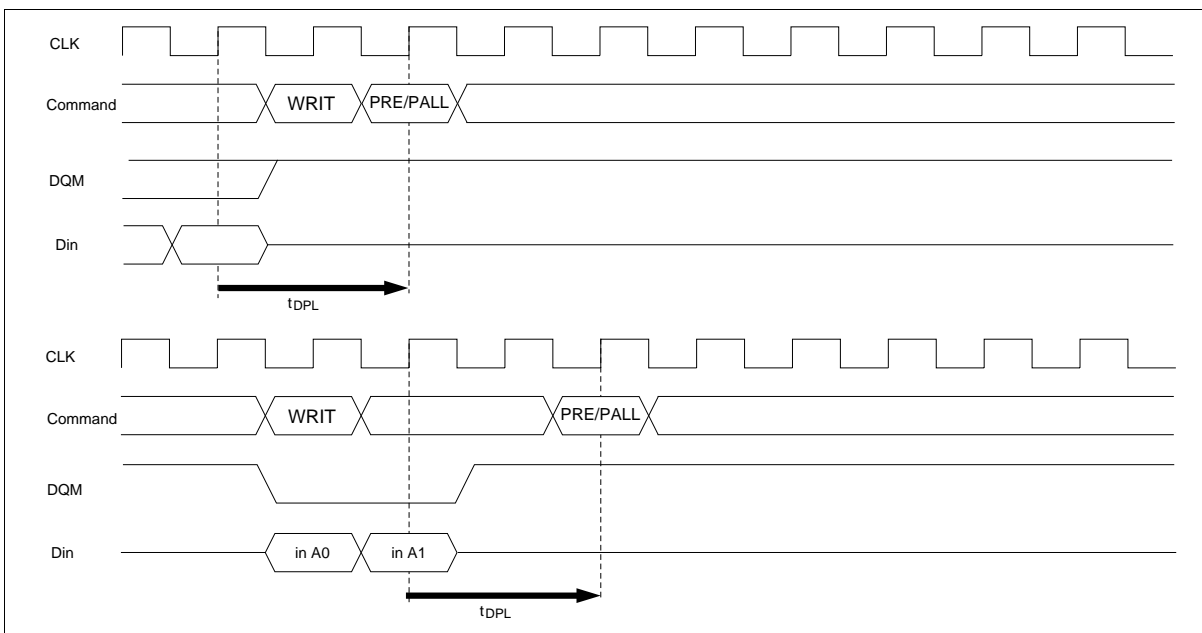 CLK
Command WRIT PRE/PALL
DQM
Din
tDPL
CLK
Command WRIT PRE/PALL
DQM
Din in A0 in A1
tDPL